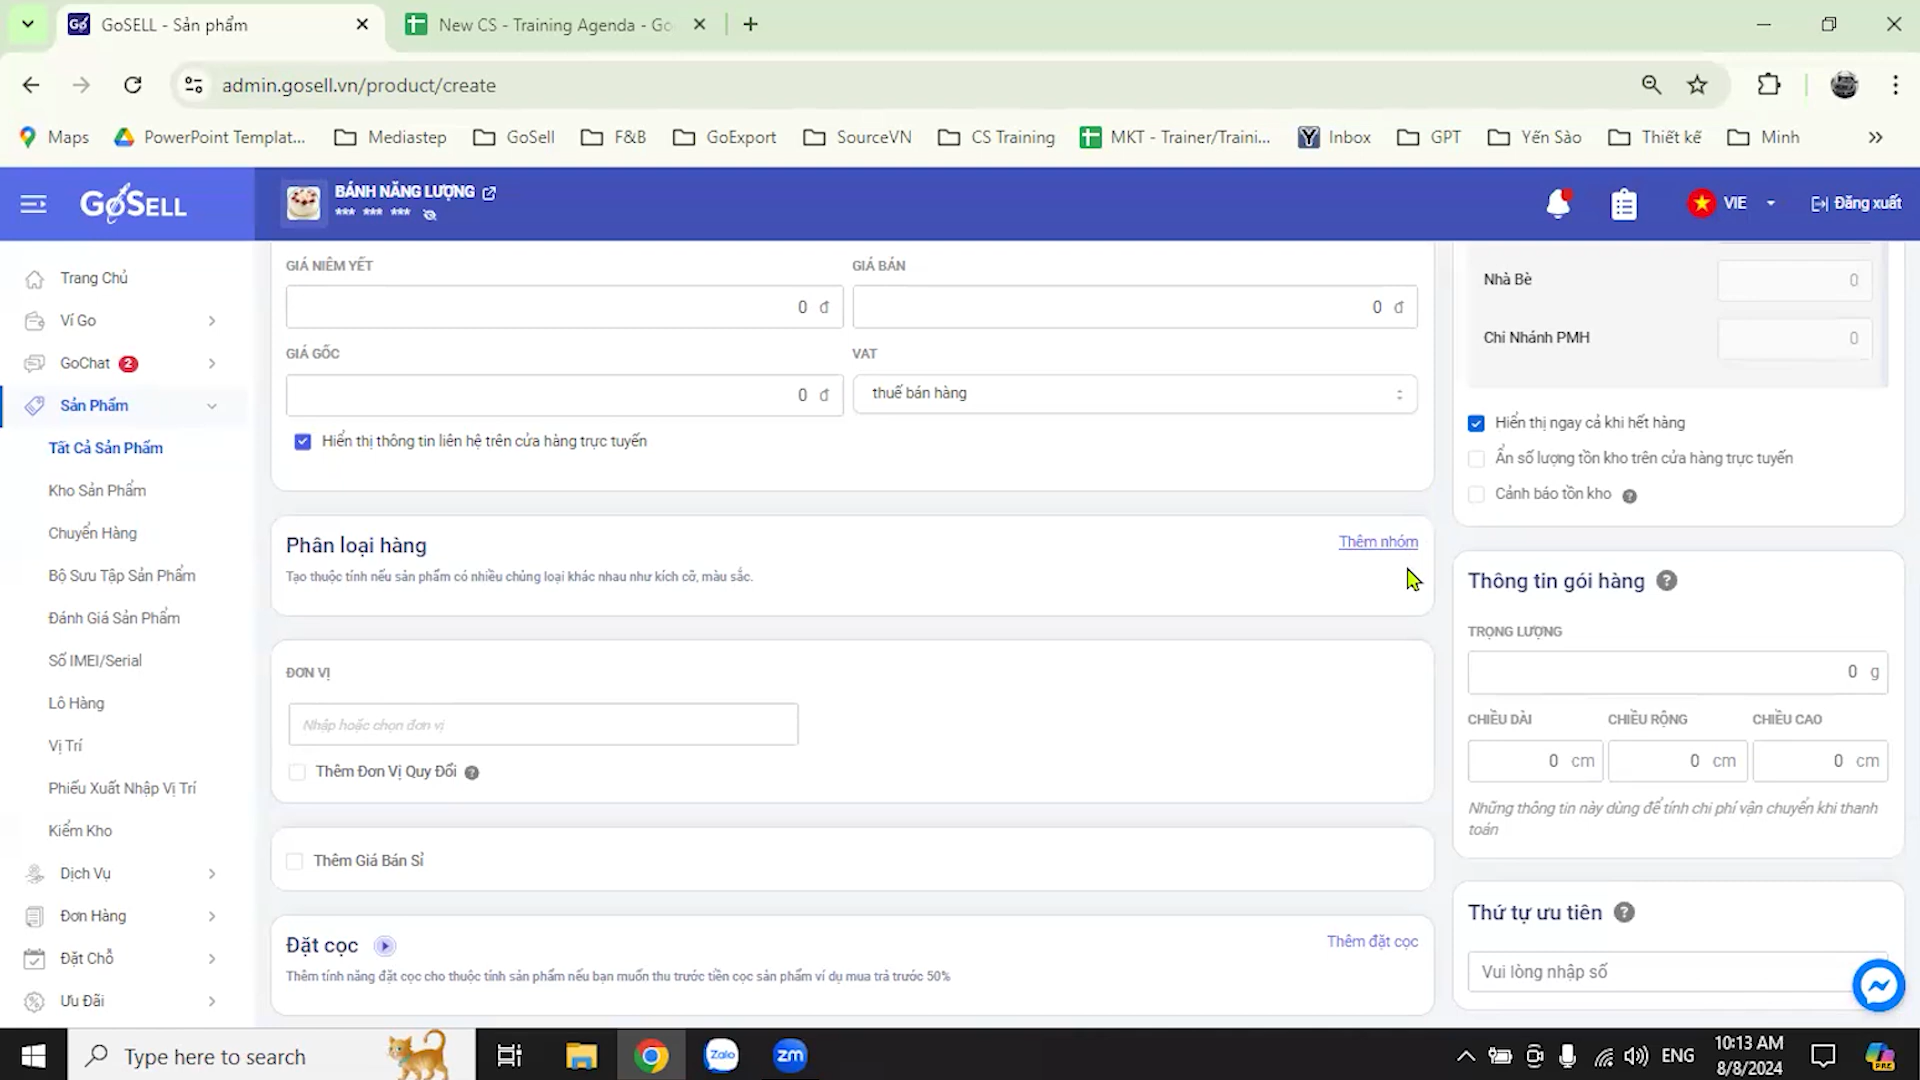 GoSELL - Sản phẩm
New CS - Training Agenda - Go
admin.gosell.vn/product/create
Maps
PowerPoint Templat...
Mediastep
GoSell
F&B
GoExport
SourceVN
CS Training
MKT - Trainer/Traini...
Inbox
GPT
Yến Sào
Thiết kế
Minh
»
GoSELL
BÁNH NĂNG LƯỢNG
*** *** ***
VIE
Đăng xuất
Trang Chủ
Ví Go
GoChat 2
Sản Phẩm
Tất Cả Sản Phẩm
Kho Sản Phẩm
Chuyển Hàng
Bộ Sưu Tập Sản Phẩm
Đánh Giá Sản Phẩm
Số IMEI/Serial
Lô Hàng
Vị Trí
Phiếu Xuất Nhập Vị Trí
Kiểm Kho
Dịch Vụ
Đơn Hàng
Đặt Chỗ
Ưu Đãi
GIÁ NIÊM YẾT
0 đ
GIÁ BÁN
0 đ
GIÁ GỐC
0 đ
VAT
thuế bán hàng
Hiển thị thông tin liên hệ trên cửa hàng trực tuyến
Phân loại hàng
Thêm nhóm
Tạo thuộc tính nếu sản phẩm có nhiều chủng loại khác nhau như kích cỡ, màu sắc.
ĐƠN VỊ
Nhập hoặc chọn đơn vị
Thêm Đơn Vị Quy Đổi ?
Thêm Giá Bán Sỉ
Đặt cọc
Thêm đặt cọc
Thêm tính năng đặt cọc cho thuộc tính sản phẩm nếu bạn muốn thu trước tiền cọc sản phẩm ví dụ mua trả trước 50%
Nhà Bè
0
Chi Nhánh PMH
0
Hiển thị ngay cả khi hết hàng
Ẩn số lượng tồn kho trên cửa hàng trực tuyến
Cảnh báo tồn kho ?
Thông tin gói hàng ?
TRỌNG LƯỢNG
0 g
CHIỀU DÀI
CHIỀU RỘNG
CHIỀU CAO
0 cm
0 cm
0 cm
Những thông tin này dùng để tính chi phí vận chuyển khi thanh
toán
Thứ tự ưu tiên ?
Vui lòng nhập số
Type here to search
Zalo
zm
ENG
10:13 AM
8/8/2024
PRE